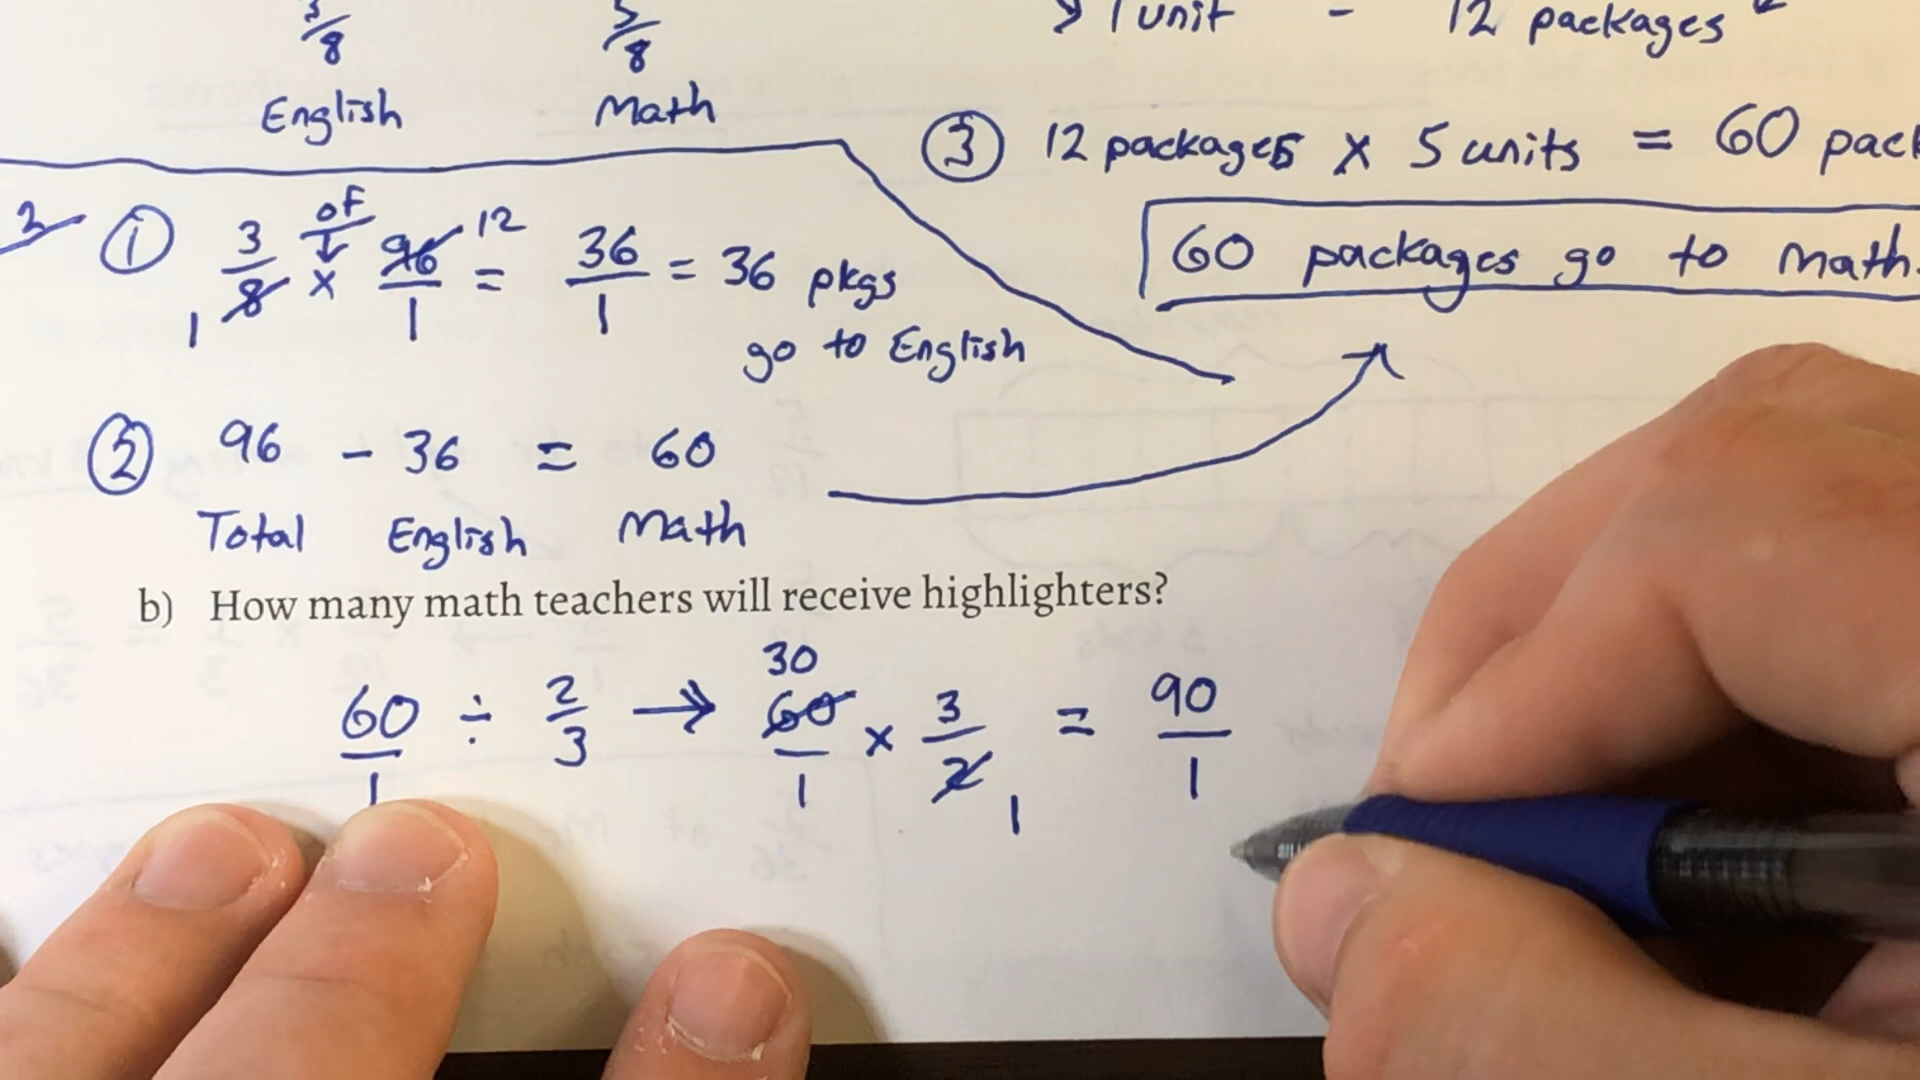 3/8 5/8
English Math
1 unit - 12 packages
③ 12 packages x 5 units = 60 pack
60 packages go to Math.
2 ① 3/8 1 of x 96/1 12 = 36/1 = 36 pkgs
go to English
② 96 - 36 = 60
Total English Math
b) How many math teachers will receive highlighters?
60/1 ÷ 2/3 → 60/1 30 x 3/2 1 = 90/1